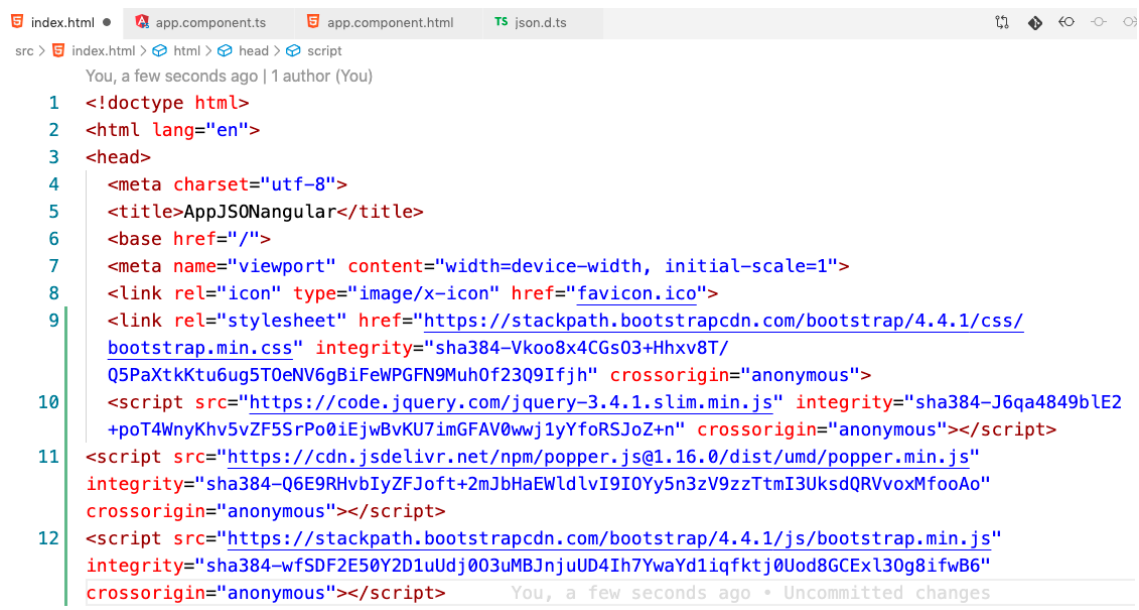 index.html
app.component.ts
app.component.html
TS json.d.ts
src > index.html > html > head > script
You, a few seconds ago | 1 author (You)
1 <!doctype html>
2 <html lang="en">
3 <head>
4 <meta charset="utf-8">
5 <title>AppJSONangular</title>
6 <base href="/">
7 <meta name="viewport" content="width=device-width, initial-scale=1">
8 <link rel="icon" type="image/x-icon" href="favicon.ico">
9 <link rel="stylesheet" href="https://stackpath.bootstrapcdn.com/bootstrap/4.4.1/css/
bootstrap.min.css" integrity="sha384-Vkoo8x4CGsO3+Hhxv8T/
Q5PaXtkKtu6ug5TOeNV6gBiFeWPGFN9MuhOf23Q9Ifjh" crossorigin="anonymous">
10 <script src="https://code.jquery.com/jquery-3.4.1.slim.min.js" integrity="sha384-J6qa4849blE2
+poT4WnyKhv5vZF5SrPo0iEjwBvKU7imGFAV0wwj1yYfoRSJoZ+n" crossorigin="anonymous"></script>
11 <script src="https://cdn.jsdelivr.net/npm/popper.js@1.16.0/dist/umd/popper.min.js"
integrity="sha384-Q6E9RHvbIyZFJoft+2mJbHaEWldlvI9IOYy5n3zV9zzTtmI3UksdQRVvoxMfooAo"
crossorigin="anonymous"></script>
12 <script src="https://stackpath.bootstrapcdn.com/bootstrap/4.4.1/js/bootstrap.min.js"
integrity="sha384-wfSDF2E50Y2D1uUdj0O3uMBJnjuUD4Ih7YwaYd1iqfktj0Uod8GCExl3Og8ifwB6"
crossorigin="anonymous"></script> You, a few seconds ago • Uncommitted changes